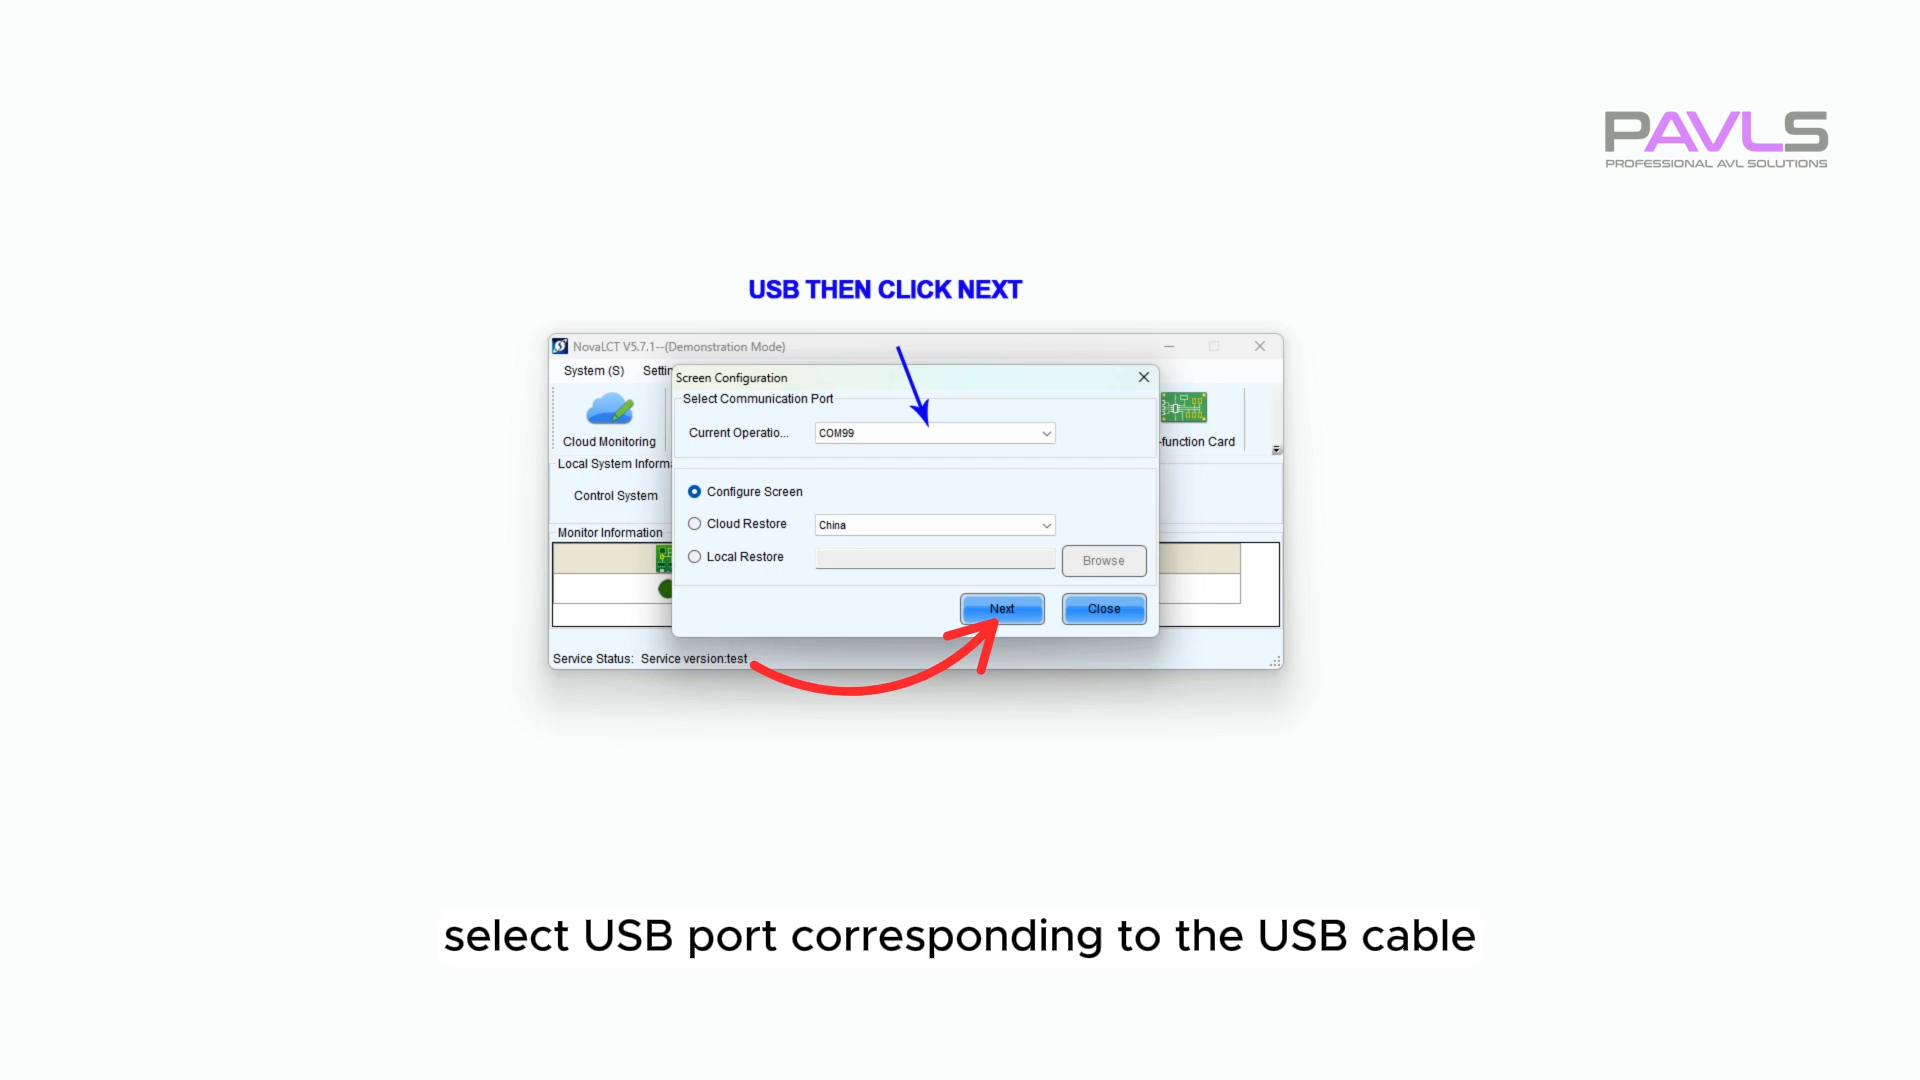 PAVLS
PROFESSIONAL AVL SOLUTIONS
USB THEN CLICK NEXT
NovaLCT V5.7.1--(Demonstration Mode)
System (S) Settin
Screen Configuration
Select Communication Port
Current Operatio... COM99
Cloud Monitoring
-function Card
Local System Informa
Control System
Configure Screen
Cloud Restore China
Monitor Information
Local Restore Browse
Next Close
Service Status: Service version:test
select USB port corresponding to the USB cable